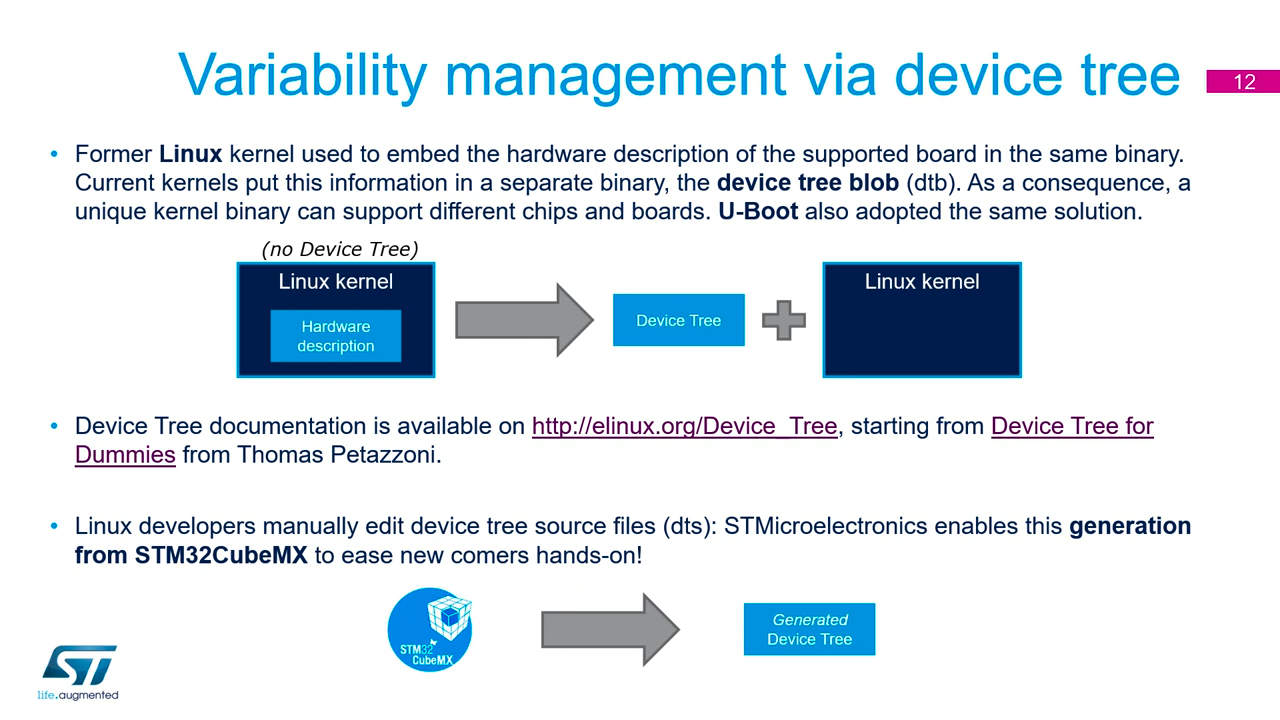 Variability management via device tree
12
• Former Linux kernel used to embed the hardware description of the supported board in the same binary.
Current kernels put this information in a separate binary, the device tree blob (dtb). As a consequence, a
unique kernel binary can support different chips and boards. U-Boot also adopted the same solution.
(no Device Tree)
Linux kernel
Hardware
description
Device Tree
Linux kernel
• Device Tree documentation is available on http://elinux.org/Device_Tree, starting from Device Tree for
Dummies from Thomas Petazzoni.
• Linux developers manually edit device tree source files (dts): STMicroelectronics enables this generation
from STM32CubeMX to ease new comers hands-on!
STM32
CubeMX
Generated
Device Tree
ST
life.augmented